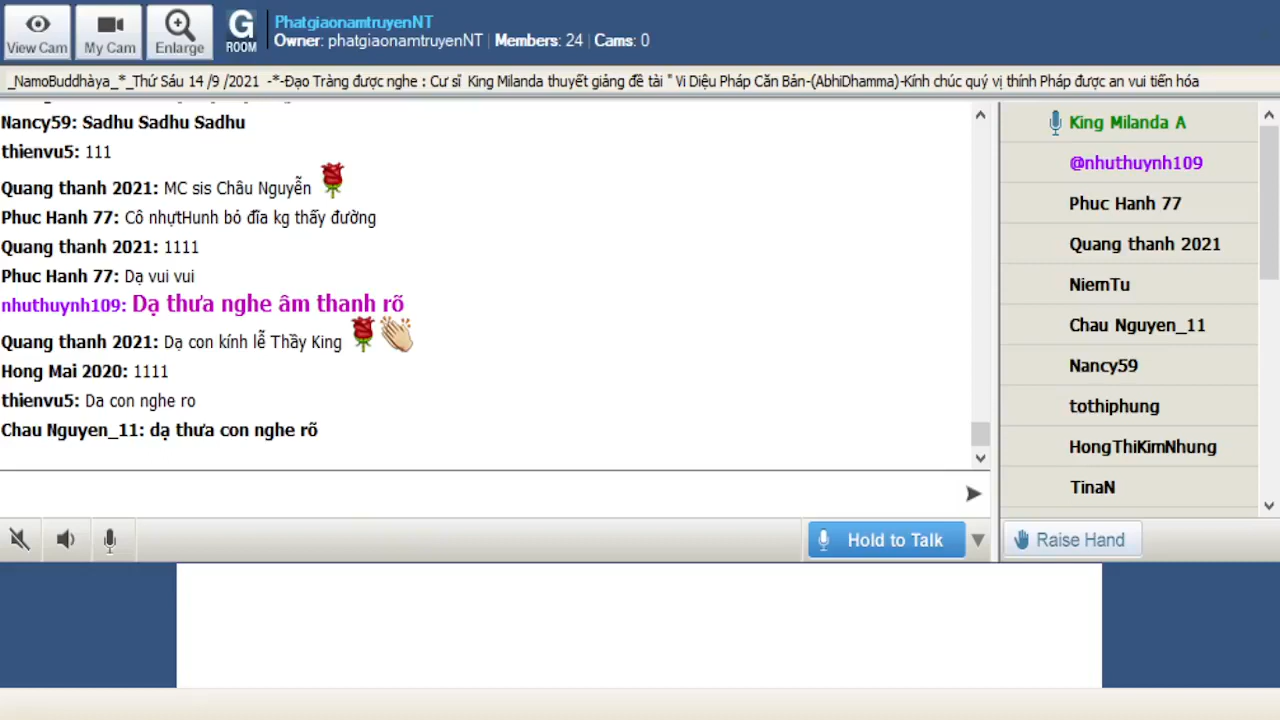 View Cam
My Cam
Enlarge
G
ROOM
PhatgiaonamtruyenNT
Owner: phatgiaonamtruyenNT | Members: 24 | Cams: 0
_NamoBuddhàya_*_Thứ Sáu 14 /9 /2021 -*-Đạo Tràng được nghe : Cư sĩ King Milanda thuyết giảng đề tài " Vi Diệu Pháp Căn Bản-(AbhiDhamma)-Kính chúc quý vị thính Pháp được an vui tiến hóa
Nancy59: Sadhu Sadhu Sadhu
thienvu5: 111
Quang thanh 2021: MC sis Châu Nguyễn
Phuc Hanh 77: Cô nhựtHunh bỏ đĩa kg thấy đường
Quang thanh 2021: 1111
Phuc Hanh 77: Dạ vui vui
nhuthuynh109: Dạ thưa nghe âm thanh rõ
Quang thanh 2021: Dạ con kính lễ Thầy King
Hong Mai 2020: 1111
thienvu5: Da con nghe ro
Chau Nguyen_11: dạ thưa con nghe rõ
King Milanda A
@nhuthuynh109
Phuc Hanh 77
Quang thanh 2021
NiemTu
Chau Nguyen_11
Nancy59
tothiphung
HongThiKimNhung
TinaN
Hold to Talk
Raise Hand